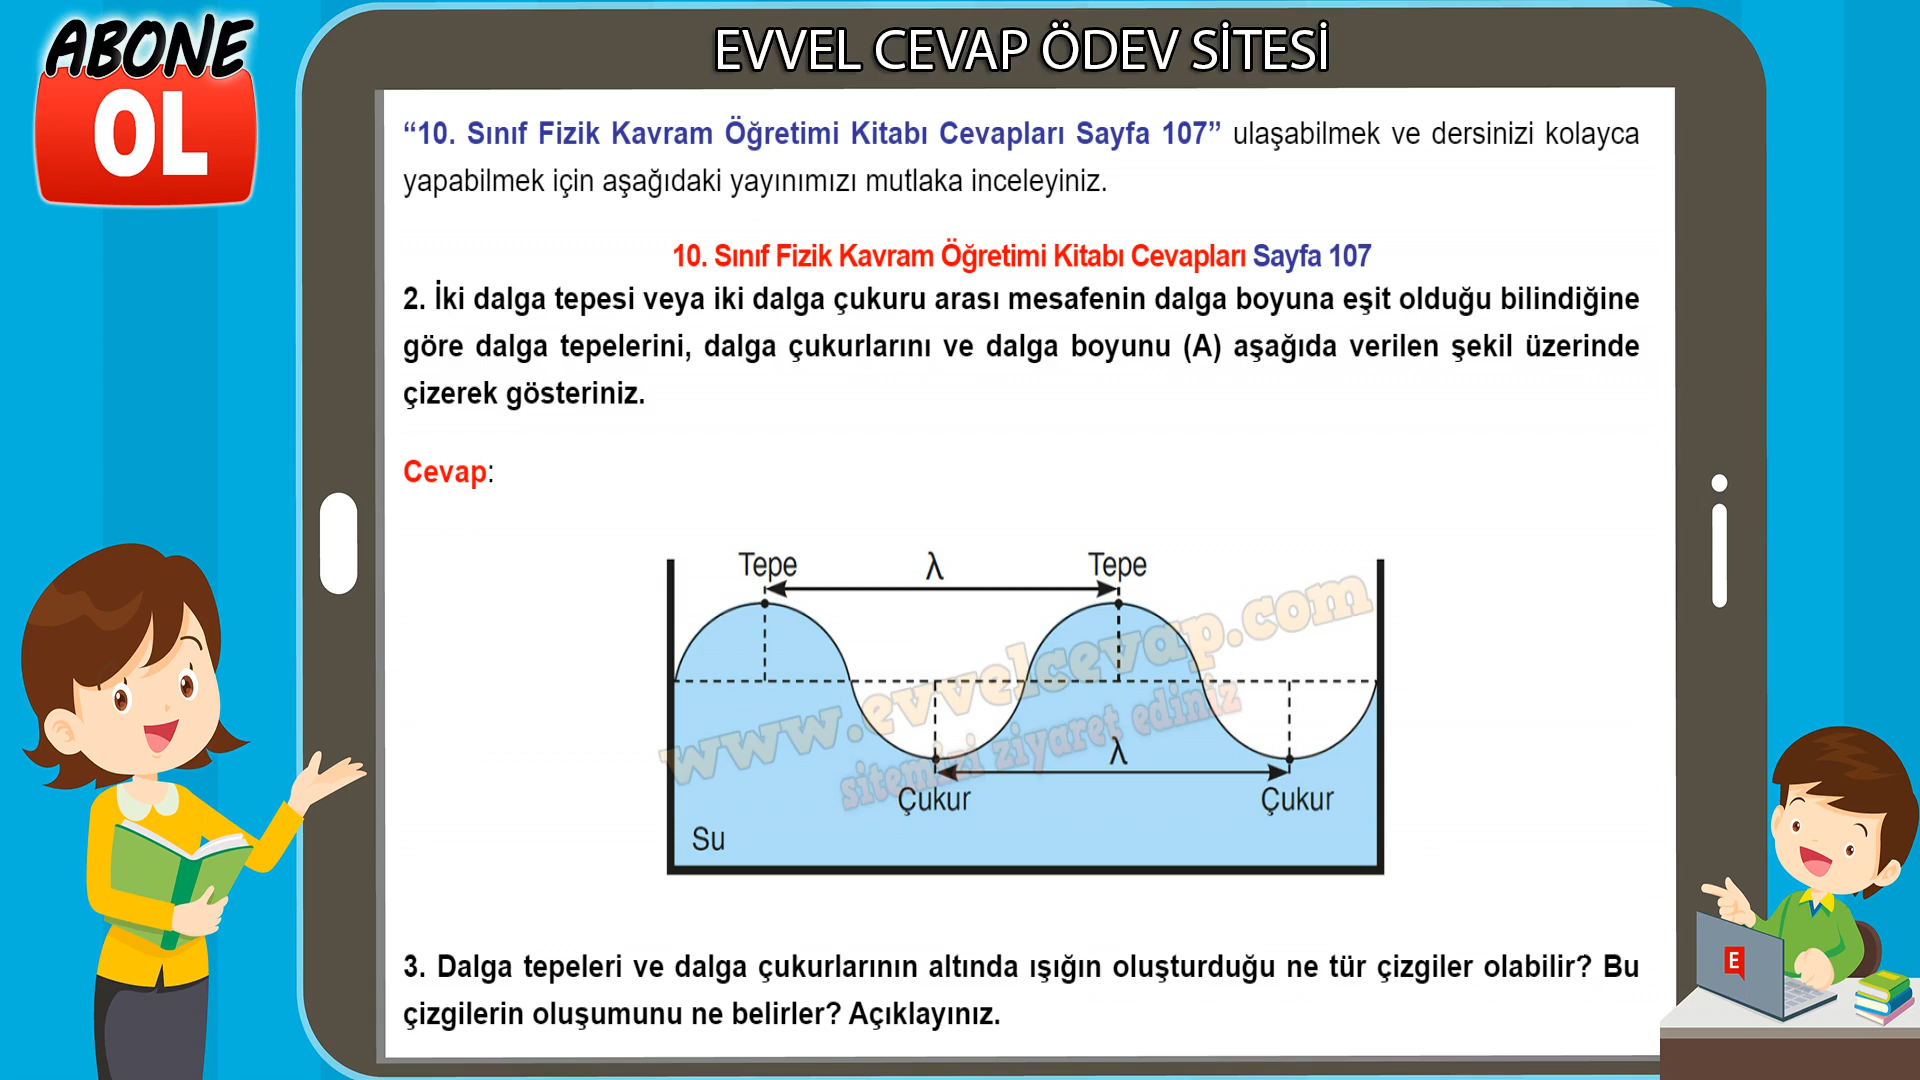 ABONE
OL
EVVEL CEVAP ÖDEV SİTESİ
“10. Sınıf Fizik Kavram Öğretimi Kitabı Cevapları Sayfa 107” ulaşabilmek ve dersinizi kolayca
yapabilmek için aşağıdaki yayınımızı mutlaka inceleyiniz.
10. Sınıf Fizik Kavram Öğretimi Kitabı Cevapları Sayfa 107
2. İki dalga tepesi veya iki dalga çukuru arası mesafenin dalga boyuna eşit olduğu bilindiğine
göre dalga tepelerini, dalga çukurlarını ve dalga boyunu (A) aşağıda verilen şekil üzerinde
çizerek gösteriniz.
Cevap:
Tepe λ Tepe
www.evvelcevap.com
sitemizi ziyaret ediniz
λ
Çukur Çukur
Su
3. Dalga tepeleri ve dalga çukurlarının altında ışığın oluşturduğu ne tür çizgiler olabilir? Bu
çizgilerin oluşumunu ne belirler? Açıklayınız.
E